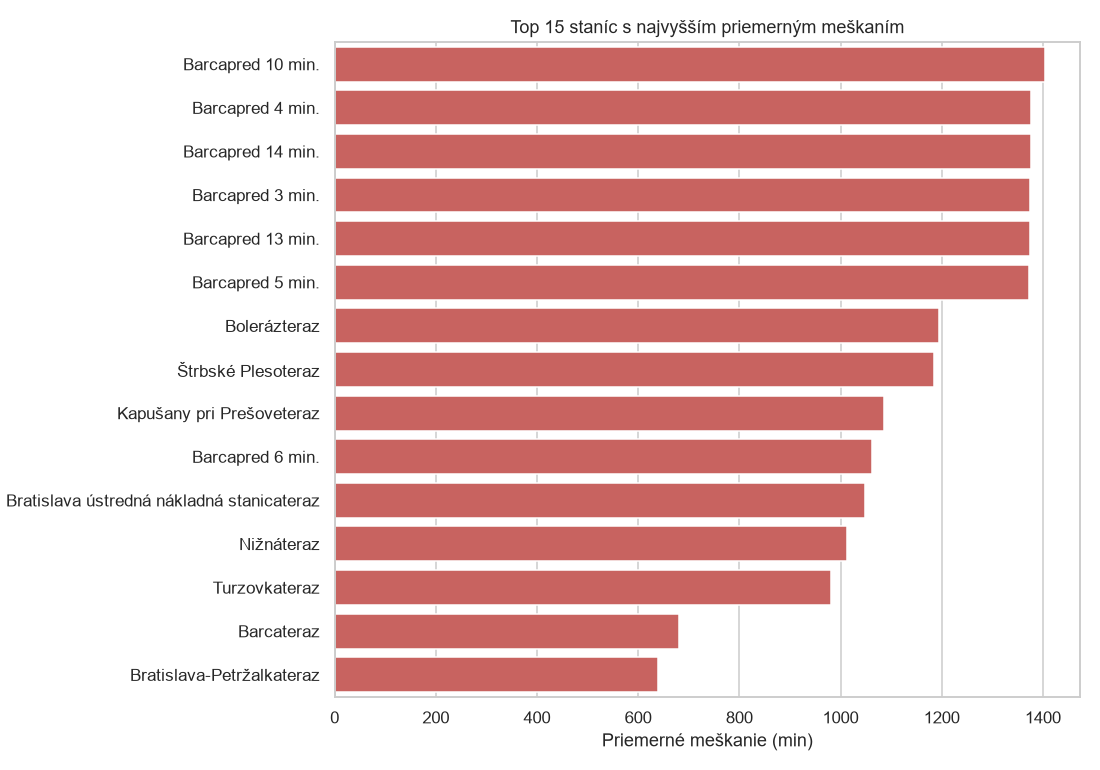 Top 15 staníc s najvyšším priemerným meškaním
Barcapred 10 min.
Barcapred 4 min.
Barcapred 14 min.
Barcapred 3 min.
Barcapred 13 min.
Barcapred 5 min.
Bolerázteraz
Štrbské Plesoteraz
Kapušany pri Prešoveteraz
Barcapred 6 min.
Bratislava ústredná nákladná stanicateraz
Nižnáteraz
Turzovkateraz
Barcateraz
Bratislava-Petržalkateraz
0 200 400 600 800 1000 1200 1400
Priemerné meškanie (min)